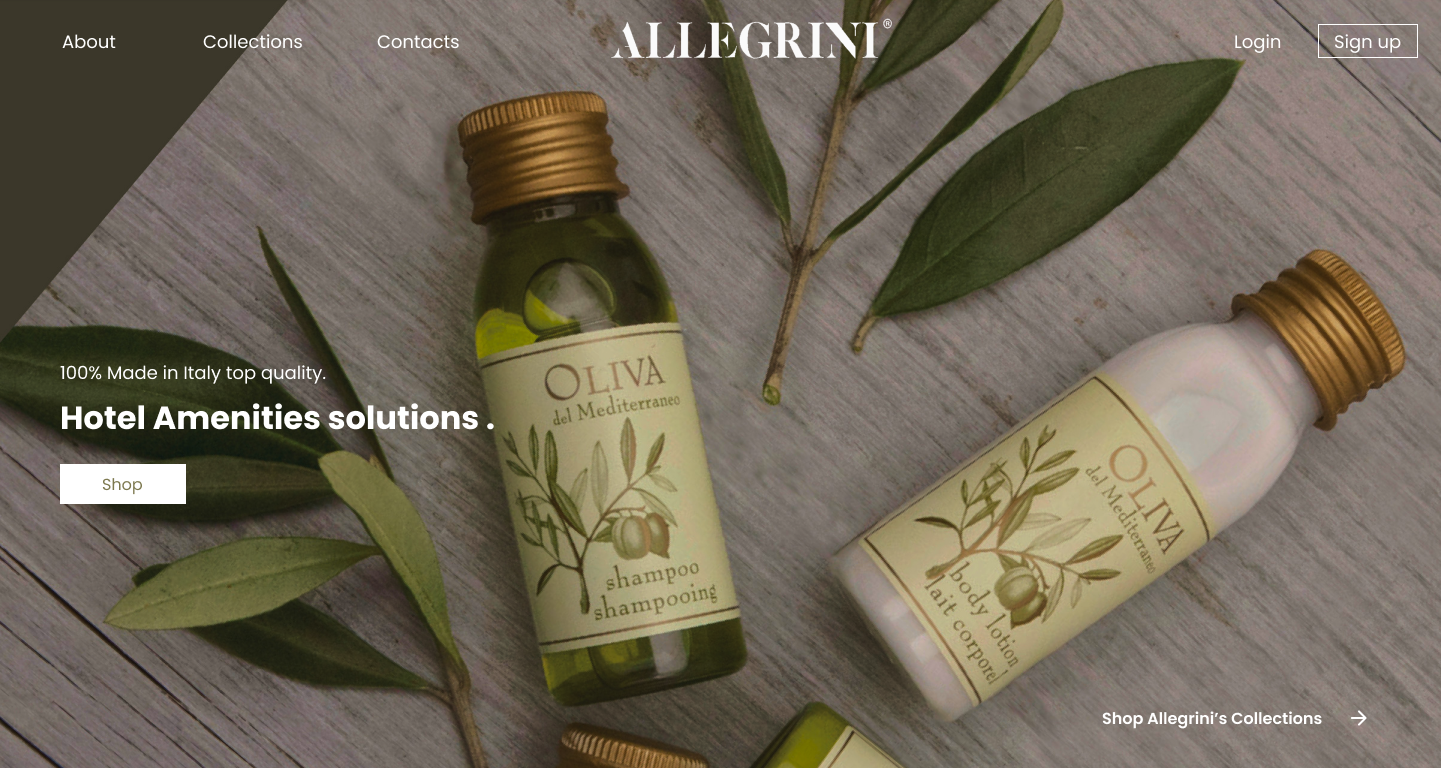 About
Collections
Contacts
ALLEGRINI®
Login
Sign up
100% Made in Italy top quality.
Hotel Amenities solutions .
Shop
OLIVA
del Mediterraneo
shampoo
shampooing
OLIVA
del Mediterraneo
body lotion
lait corporel
Shop Allegrini’s Collections